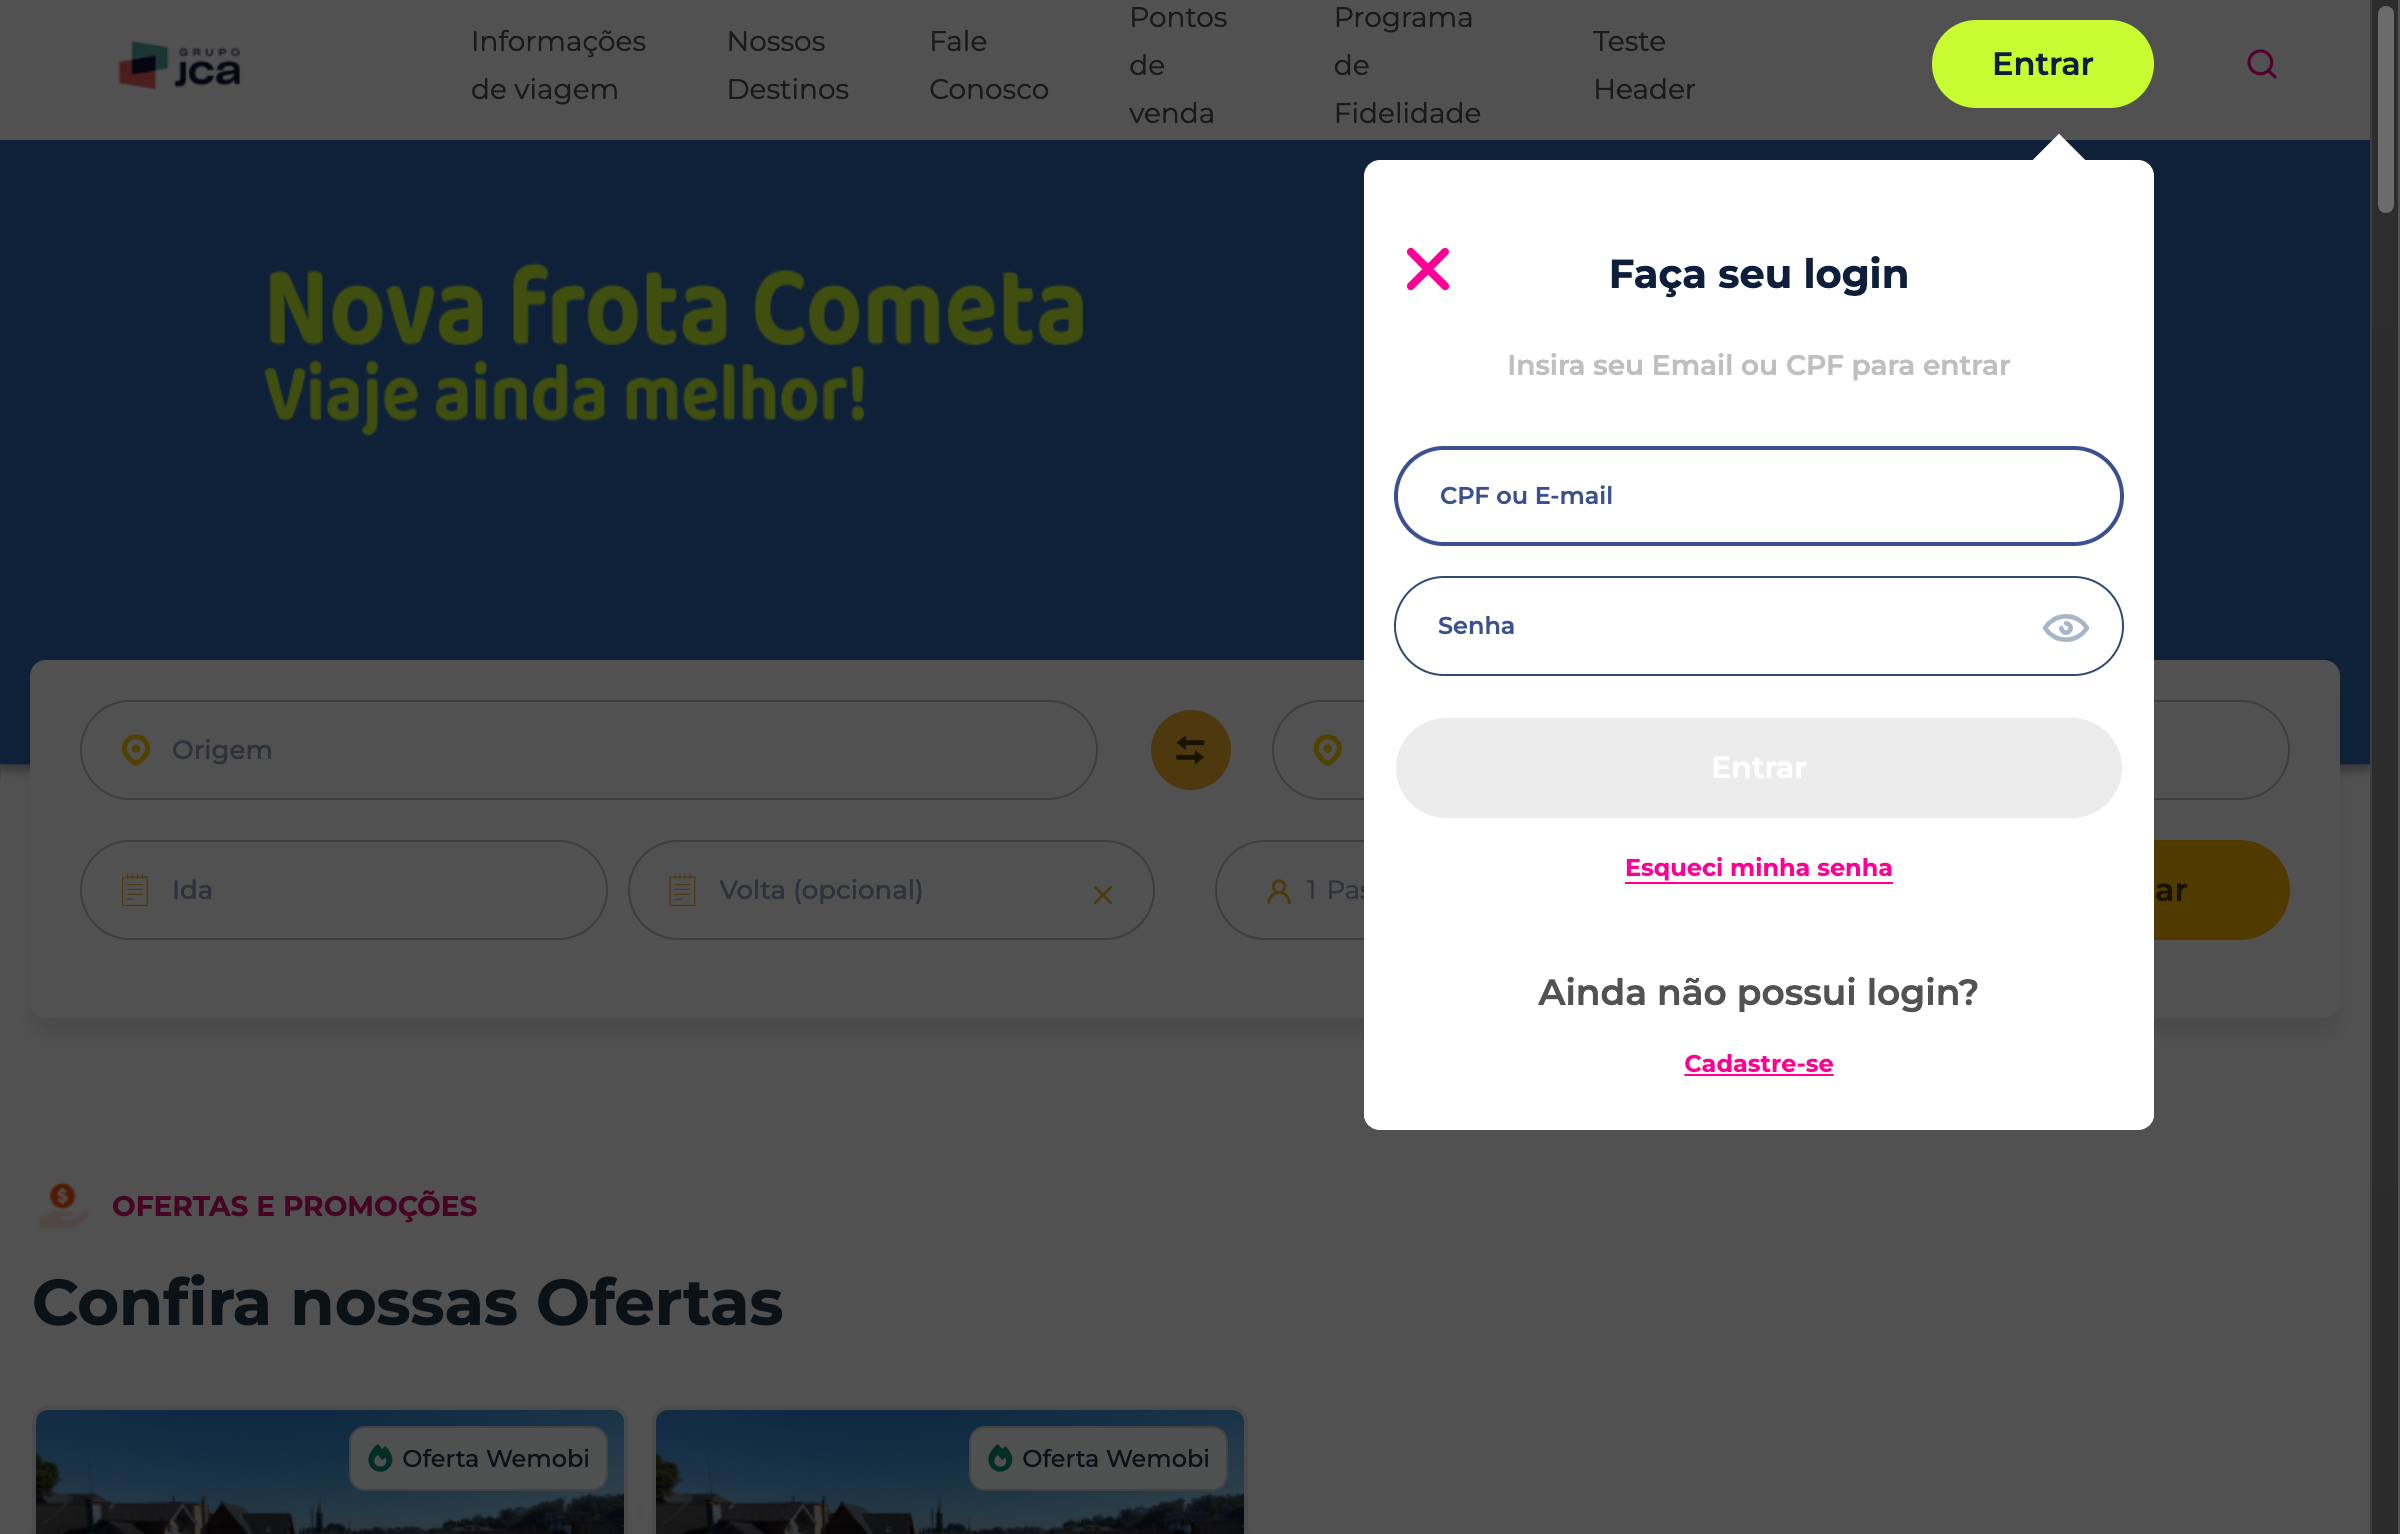 GRUPO
jca
Informações
de viagem
Nossos
Destinos
Fale
Conosco
Pontos
de
venda
Programa
de
Fidelidade
Teste
Header
Entrar
Nova frota Cometa
Viaje ainda melhor!
Faça seu login
Insira seu Email ou CPF para entrar
CPF ou E-mail
Senha
Entrar
Esqueci minha senha
Ainda não possui login?
Cadastre-se
Origem
Ida
Volta (opcional)
1
OFERTAS E PROMOÇÕES
Confira nossas Ofertas
Oferta Wemobi
Oferta Wemobi